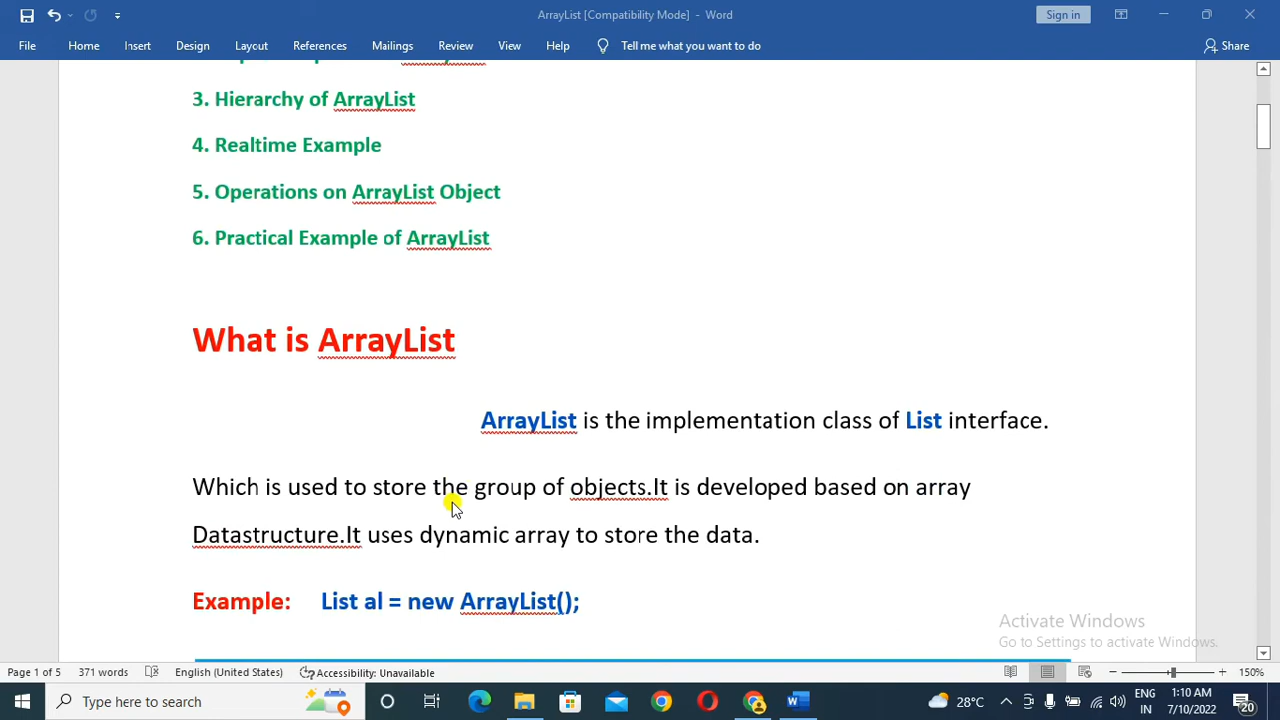 ArrayList [Compatibility Mode] - Word
Sign in
File Home Insert Design Layout References Mailings Review View Help Tell me what you want to do Share
3. Hierarchy of ArrayList
4. Realtime Example
5. Operations on ArrayList Object
6. Practical Example of ArrayList
What is ArrayList
ArrayList is the implementation class of List interface.
Which is used to store the group of objects.It is developed based on array
Datastructure.It uses dynamic array to store the data.
Example: List al = new ArrayList();
Activate Windows
Go to Settings to activate Windows.
Page 1 of 5 371 words English (United States) Accessibility: Unavailable 150%
Type here to search 28°C ENG 1:10 AM
IN 7/10/2022 20